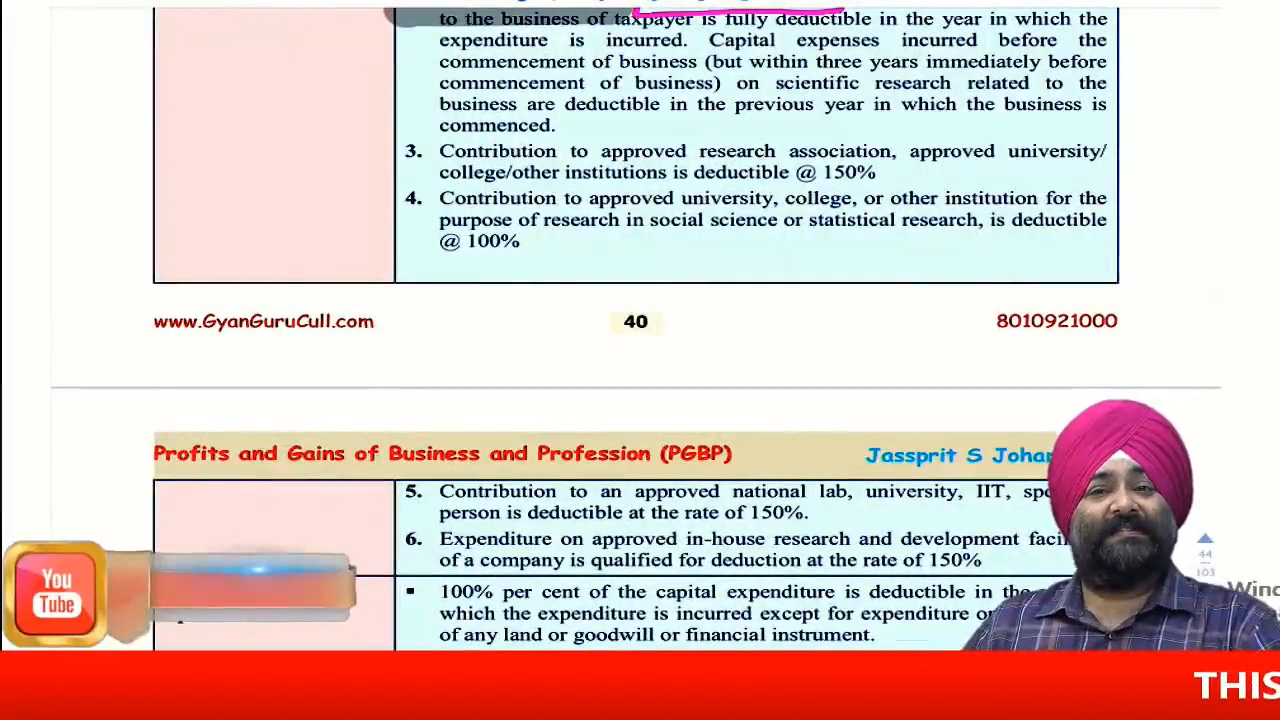 to the business of taxpayer is fully deductible in the year in which the
expenditure is incurred. Capital expenses incurred before the
commencement of business (but within three years immediately before
commencement of business) on scientific research related to the
business are deductible in the previous year in which the business is
commenced.
3. Contribution to approved research association, approved university/
college/other institutions is deductible @ 150%
4. Contribution to approved university, college, or other institution for the
purpose of research in social science or statistical research, is deductible
@ 100%
www.GyanGuruCull.com 40 8010921000
Profits and Gains of Business and Profession (PGBP) Jassprit S Johar
5. Contribution to an approved national lab, university, IIT,
person is deductible at the rate of 150%.
6. Expenditure on approved in-house research and development
of a company is qualified for deduction at the rate of 150%
▪ 100% per cent of the capital expenditure is deductible in the
which the expenditure is incurred except for expenditure
of any land or goodwill or financial instrument.
44
103
You
Tube
THIS